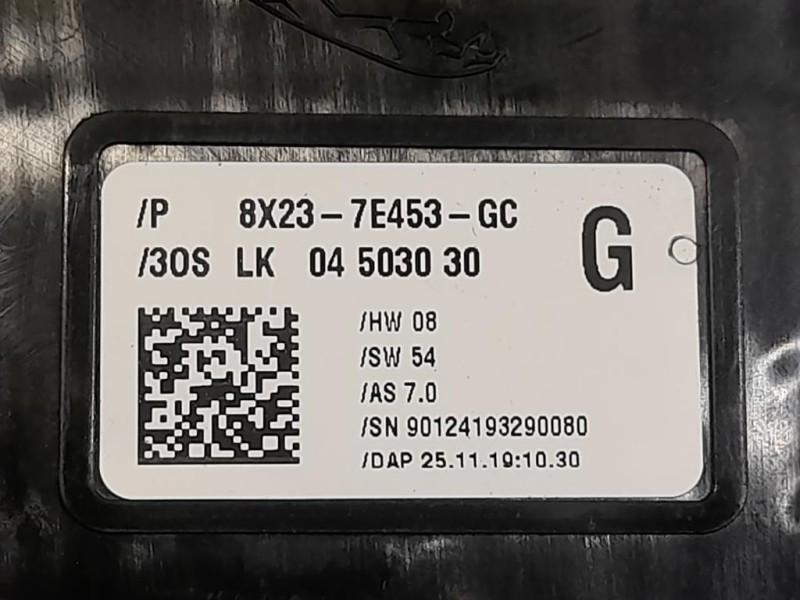 /P 8X23-7E453-GC
G
/3OS LK 04 5030 30
/HW 08
/SW 54
/AS 7.0
/SN 90124193290080
/DAP 25.11.19:10.30